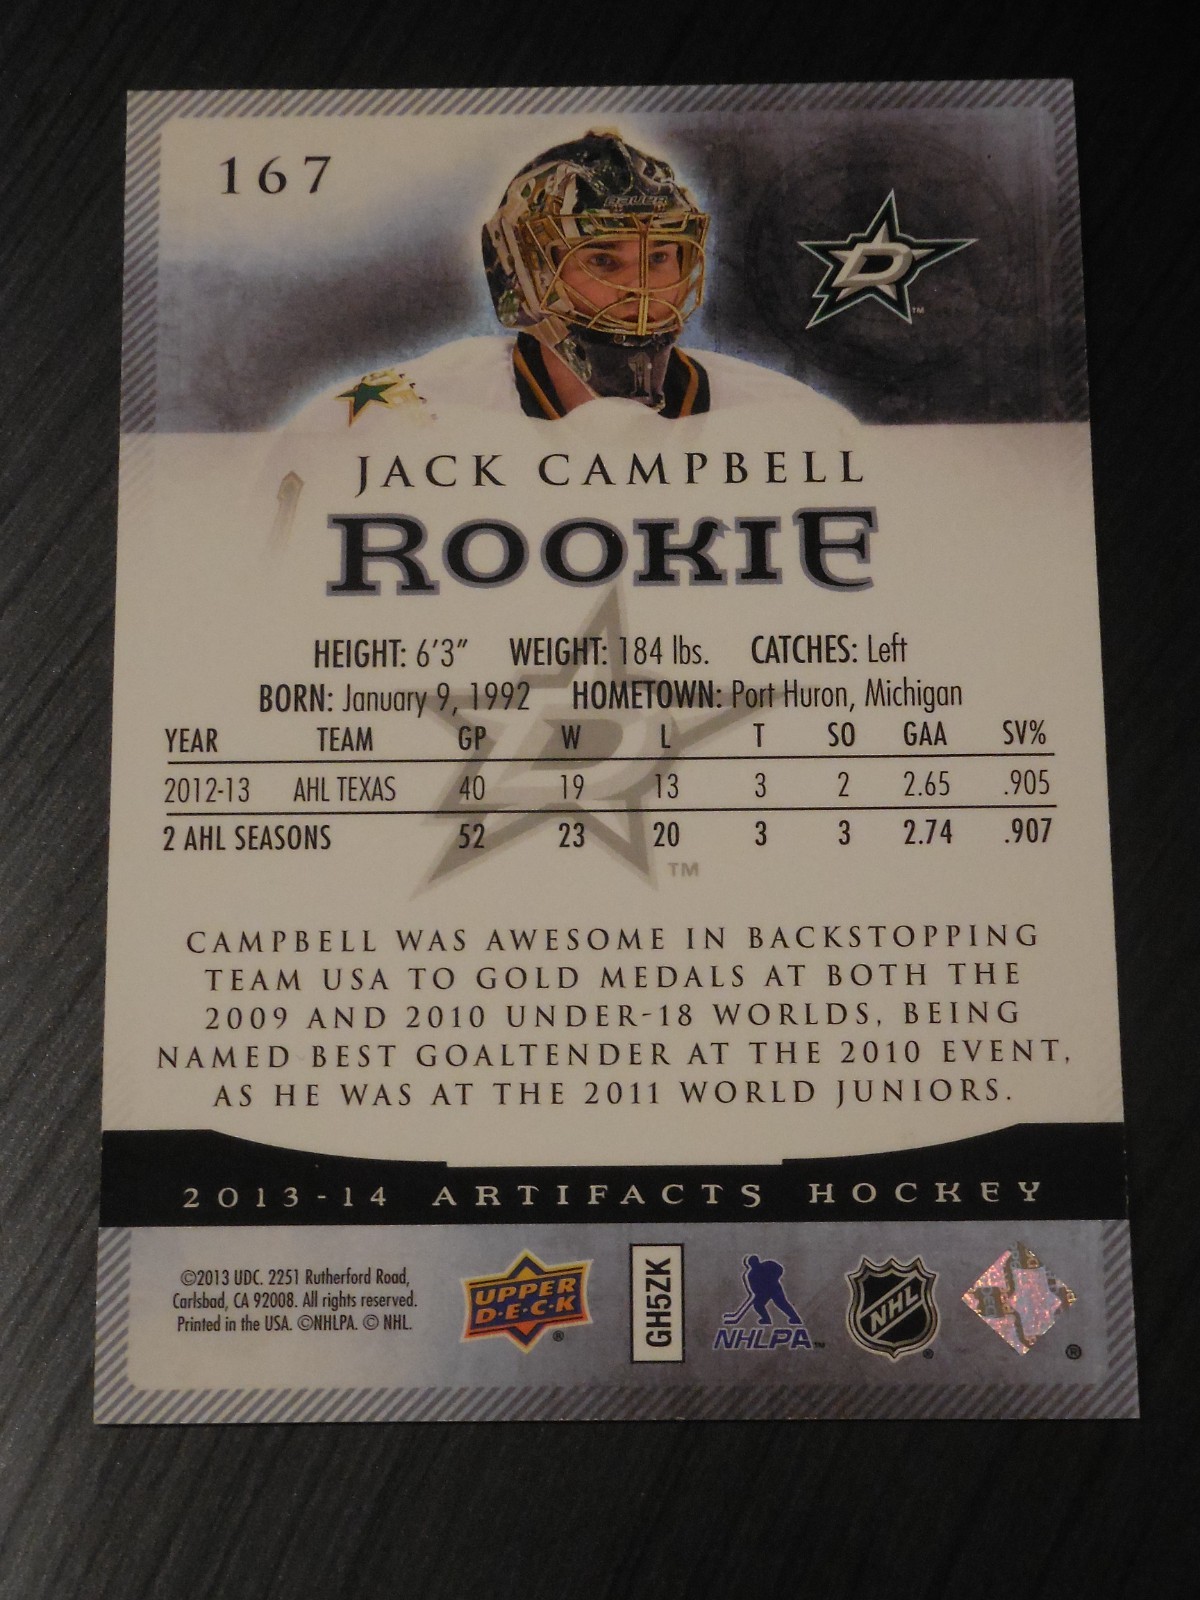 167
BAUER
D
TM
JACK CAMPBELL
ROOKIE
HEIGHT: 6'3" WEIGHT: 184 lbs. CATCHES: Left
BORN: January 9, 1992 HOMETOWN: Port Huron, Michigan
YEAR TEAM GP W L T SO GAA SV%
2012-13 AHL TEXAS 40 19 13 3 2 2.65 .905
2 AHL SEASONS 52 23 20 3 3 2.74 .907
TM
CAMPBELL WAS AWESOME IN BACKSTOPPING
TEAM USA TO GOLD MEDALS AT BOTH THE
2009 AND 2010 UNDER-18 WORLDS, BEING
NAMED BEST GOALTENDER AT THE 2010 EVENT,
AS HE WAS AT THE 2011 WORLD JUNIORS.
2013-14 ARTIFACTS HOCKEY
©2013 UDC. 2251 Rutherford Road,
Carlsbad, CA 92008. All rights reserved.
Printed in the USA. ©NHLPA. © NHL.
UPPER
D·E·C·K
®
GH5ZK
NHLPA™
NHL
®
®